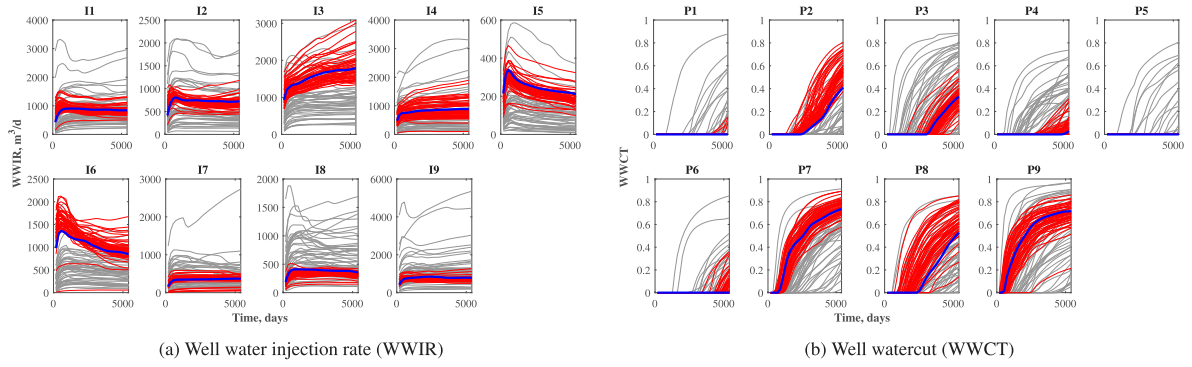 I1 I2 I3 I4 I5
4000 3000 2000 1000 0
2500 2000 1500 1000 500 0
3000 2000 1000 0
4000 3000 2000 1000 0
600 400 200 0
0 5000 0 5000 0 5000 0 5000 0 5000
WWIR, m³/d
I6 I7 I8 I9
2500 2000 1500 1000 500 0
3000 2000 1000 0
2000 1500 1000 500 0
6000 4000 2000 0
0 5000 0 5000 0 5000 0 5000
Time, days
(a) Well water injection rate (WWIR)
P1 P2 P3 P4 P5
1 0.8 0.6 0.4 0.2 0
1 0.8 0.6 0.4 0.2 0
1 0.8 0.6 0.4 0.2 0
1 0.8 0.6 0.4 0.2 0
1 0.8 0.6 0.4 0.2 0
0 5000 0 5000 0 5000 0 5000 0 5000
WWCT
P6 P7 P8 P9
1 0.8 0.6 0.4 0.2 0
1 0.8 0.6 0.4 0.2 0
1 0.8 0.6 0.4 0.2 0
1 0.8 0.6 0.4 0.2 0
0 5000 0 5000 0 5000 0 5000
Time, days
(b) Well watercut (WWCT)